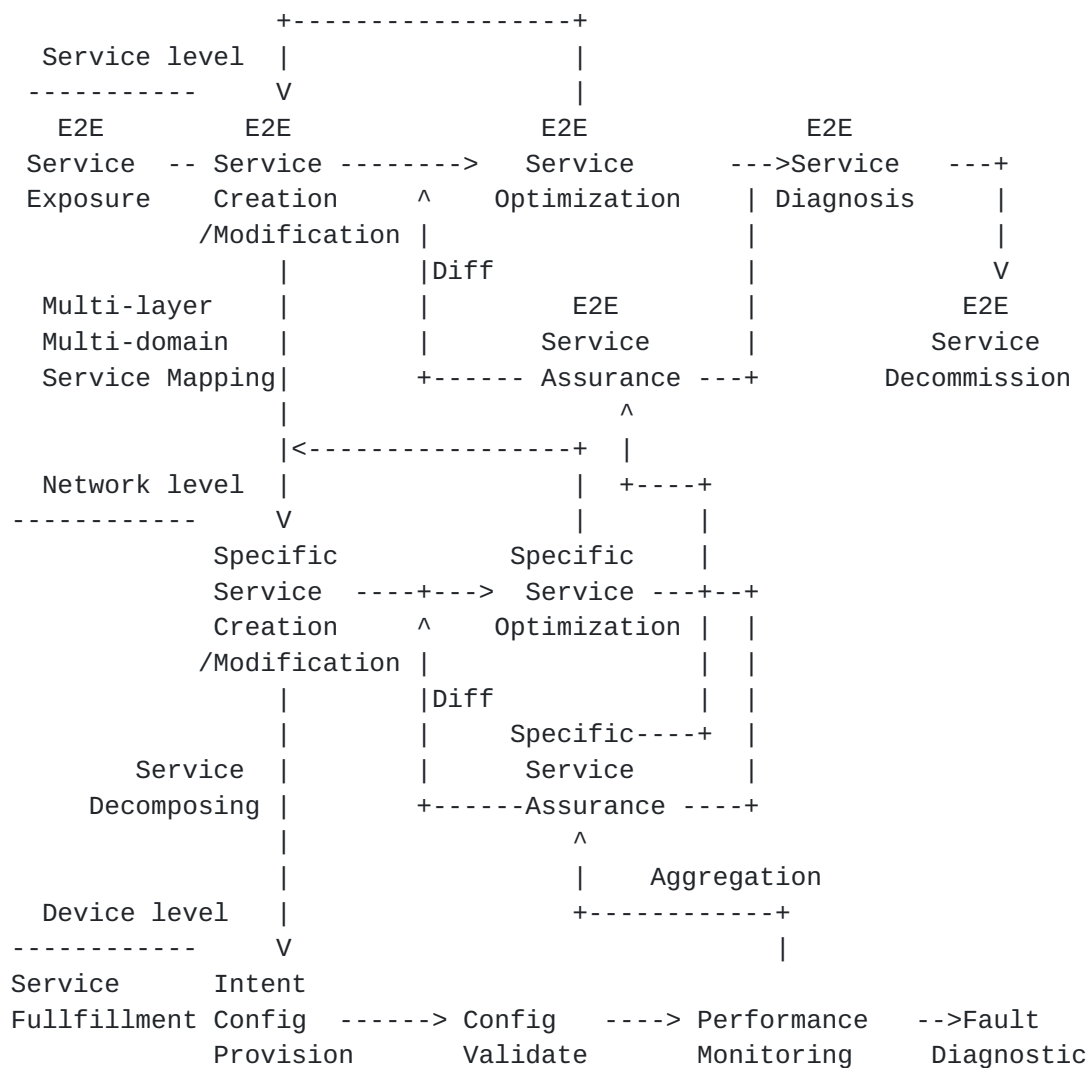 +------------------+
  Service level  |                  |
 -----------     V                  |
   E2E         E2E                E2E              E2E
 Service  -- Service -------->   Service      --->Service   ---+
 Exposure    Creation     ^    Optimization   | Diagnosis     |
            /Modification |                    |               |
                 |        |Diff                |               V
  Multi-layer    |        |         E2E        |             E2E
  Multi-domain   |        |       Service      |           Service
  Service Mapping|        +------ Assurance ---+        Decommission
                 |                     ^
                 |<-----------------+  |
  Network level  |                  |  +----+
------------     V                  |       |
             Specific           Specific    |
             Service  ----+--->  Service ---+--+
             Creation     ^    Optimization |  |
            /Modification |                 |  |
                 |        |Diff             |  |
                 |        |     Specific----+  |
        Service  |        |      Service       |
     Decomposing |        +------Assurance ----+
                 |                  ^
                 |                  |    Aggregation
  Device level   |                  +------------+
------------     V                               |
Service      Intent
Fullfillment Config  ------> Config   ----> Performance   -->Fault
             Provision       Validate       Monitoring     Diagnostic